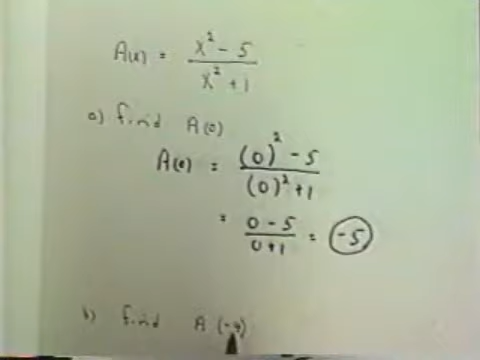 A(x) = (x² - 5)/(x² + 1)
a) find A(0)
A(0) = ((0)² - 5)/((0)² + 1)
= (0 - 5)/(0 + 1) = -5
b) find A